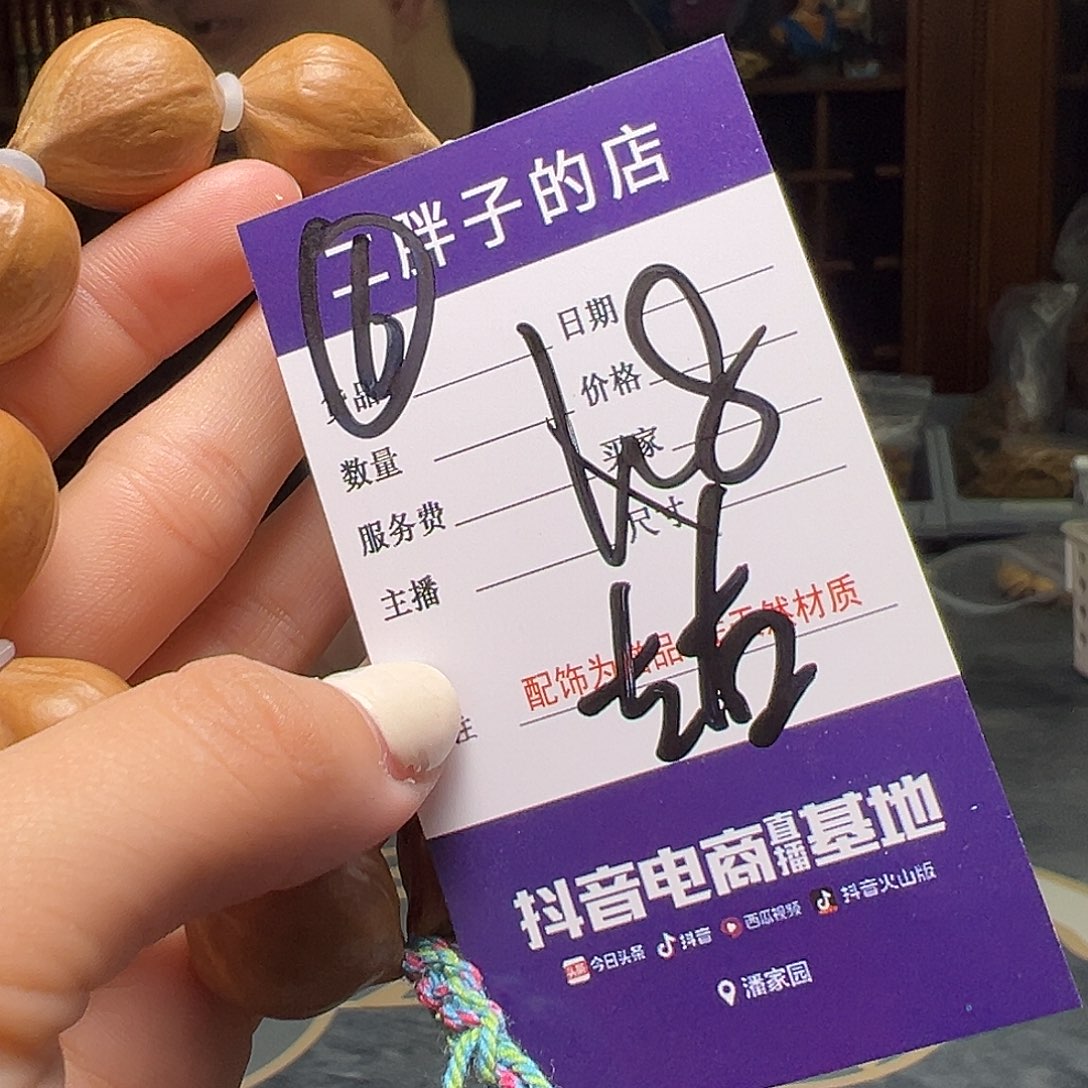 胖子的店
6
品 日期
数量 价格
服务费 买家
主播 尺寸
注 配饰为赠品 非天然材质
抖音电商直播基地
今日头条 抖音 西瓜视频 抖音火山版
潘家园